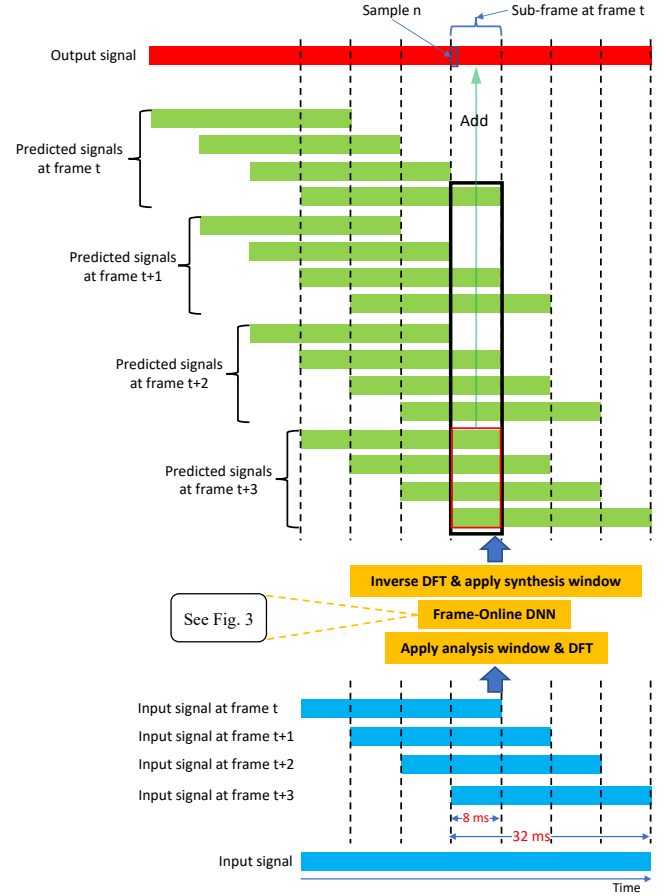 Sample n
Sub-frame at frame t
Output signal
Add
Predicted signals
at frame t
Predicted signals
at frame t+1
Predicted signals
at frame t+2
Predicted signals
at frame t+3
Inverse DFT & apply synthesis window
See Fig. 3
Frame-Online DNN
Apply analysis window & DFT
Input signal at frame t
Input signal at frame t+1
Input signal at frame t+2
Input signal at frame t+3
8 ms
32 ms
Input signal
Time